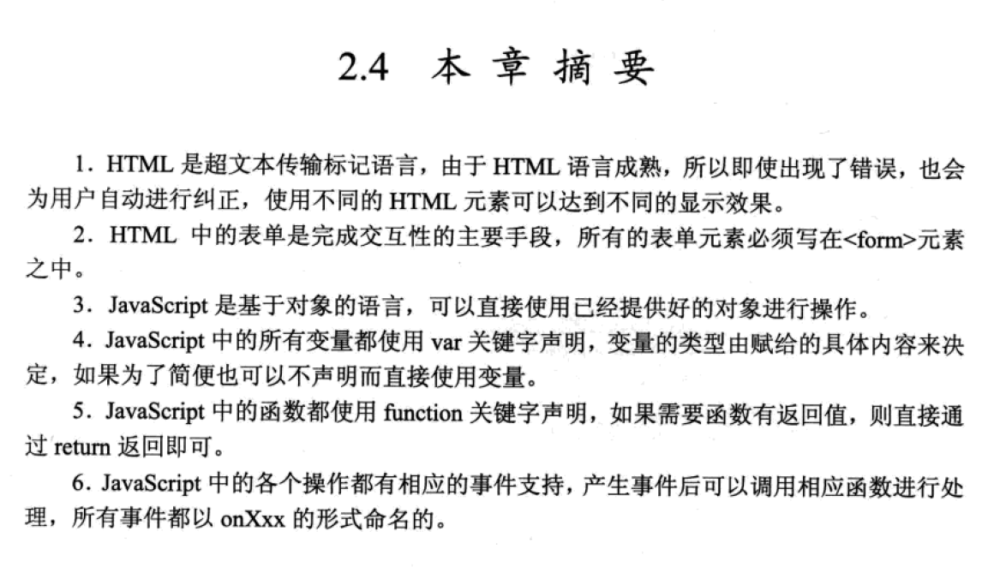 2.4 本章摘要
1．HTML 是超文本传输标记语言，由于 HTML 语言成熟，所以即使出现了错误，也会
为用户自动进行纠正，使用不同的 HTML 元素可以达到不同的显示效果。
2．HTML 中的表单是完成交互性的主要手段，所有的表单元素必须写在<form>元素
之中。
3．JavaScript 是基于对象的语言，可以直接使用已经提供好的对象进行操作。
4．JavaScript 中的所有变量都使用 var 关键字声明，变量的类型由赋给的具体内容来决
定，如果为了简便也可以不声明而直接使用变量。
5．JavaScript 中的函数都使用 function 关键字声明，如果需要函数有返回值，则直接通
过 return 返回即可。
6．JavaScript 中的各个操作都有相应的事件支持，产生事件后可以调用相应函数进行处
理，所有事件都以 onXxx 的形式命名的。